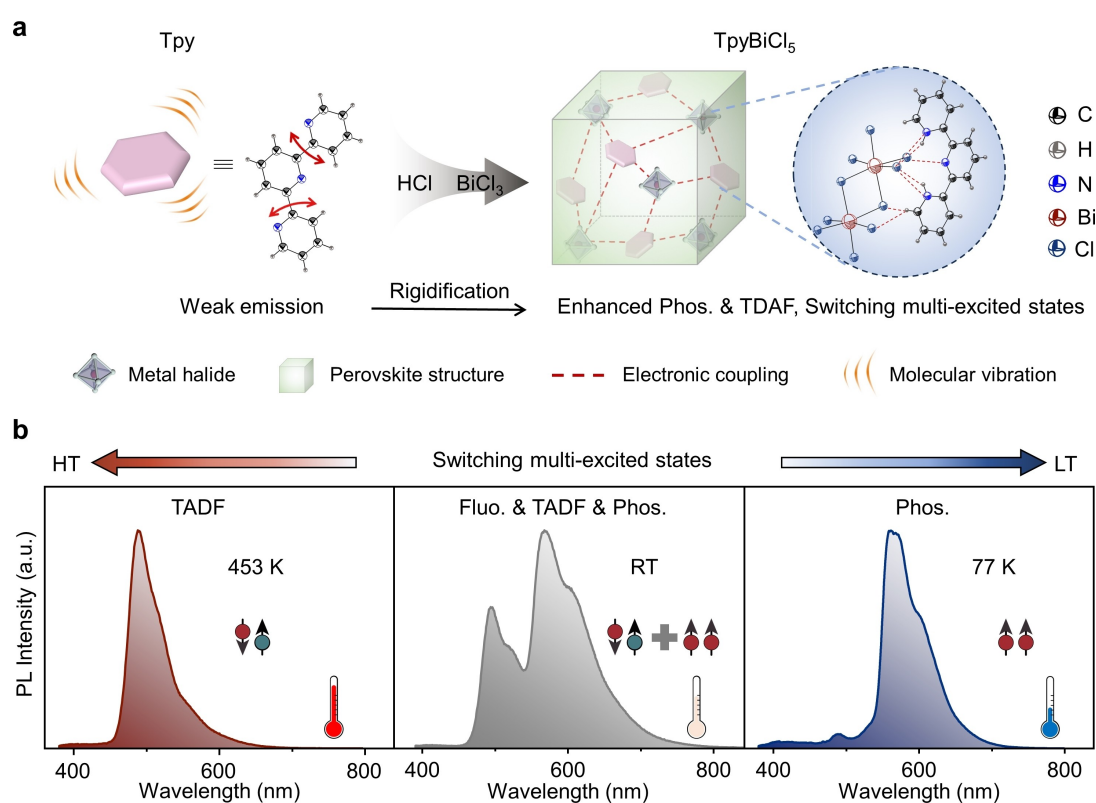 a
Tpy
TpyBiCl5
HCl BiCl3
C
H
N
Bi
Cl
Weak emission
Rigidification
Enhanced Phos. & TDAF, Switching multi-excited states
Metal halide
Perovskite structure
Electronic coupling
Molecular vibration
b
HT
Switching multi-excited states
LT
PL Intensity (a.u.)
TADF
453 K
Fluo. & TADF & Phos.
RT
Phos.
77 K
400 600 800
400 600 800
400 600 800
Wavelength (nm)
Wavelength (nm)
Wavelength (nm)